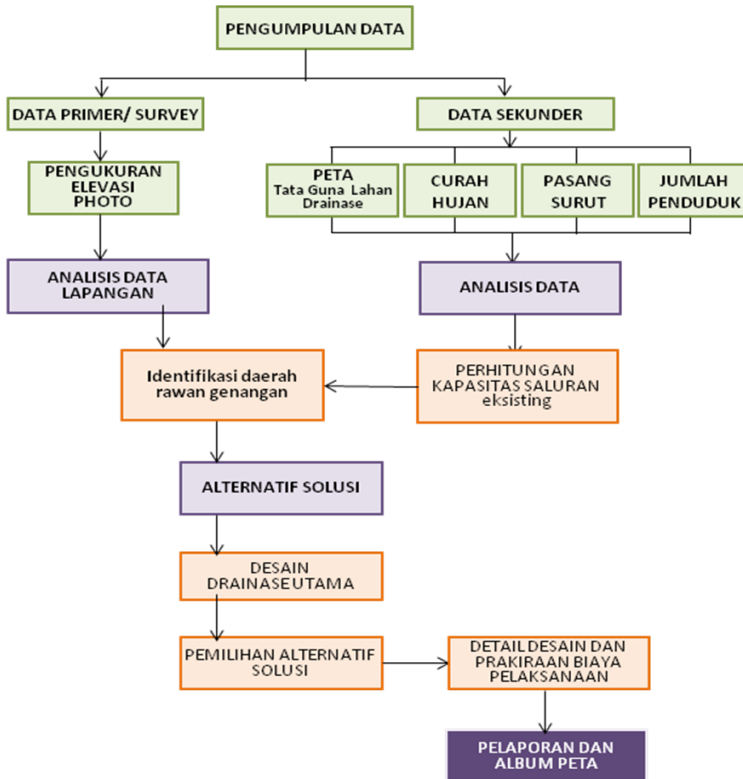 PENGUMPULAN DATA
DATA PRIMER/ SURVEY
DATA SEKUNDER
PENGUKURAN
ELEVASI
PHOTO
PETA
Tata Guna Lahan
Drainase
CURAH
HUJAN
PASANG
SURUT
JUMLAH
PENDUDUK
ANALISIS DATA
LAPANGAN
ANALISIS DATA
Identifikasi daerah
rawan genangan
PERHITUNGAN
KAPASITAS SALURAN
eksisting
ALTERNATIF SOLUSI
DESAIN
DRAINASE UTAMA
PEMILIHAN ALTERNATIF
SOLUSI
DETAIL DESAIN DAN
PRAKIRAAN BIAYA
PELAKSANAAN
PELAPORAN DAN
ALBUM PETA